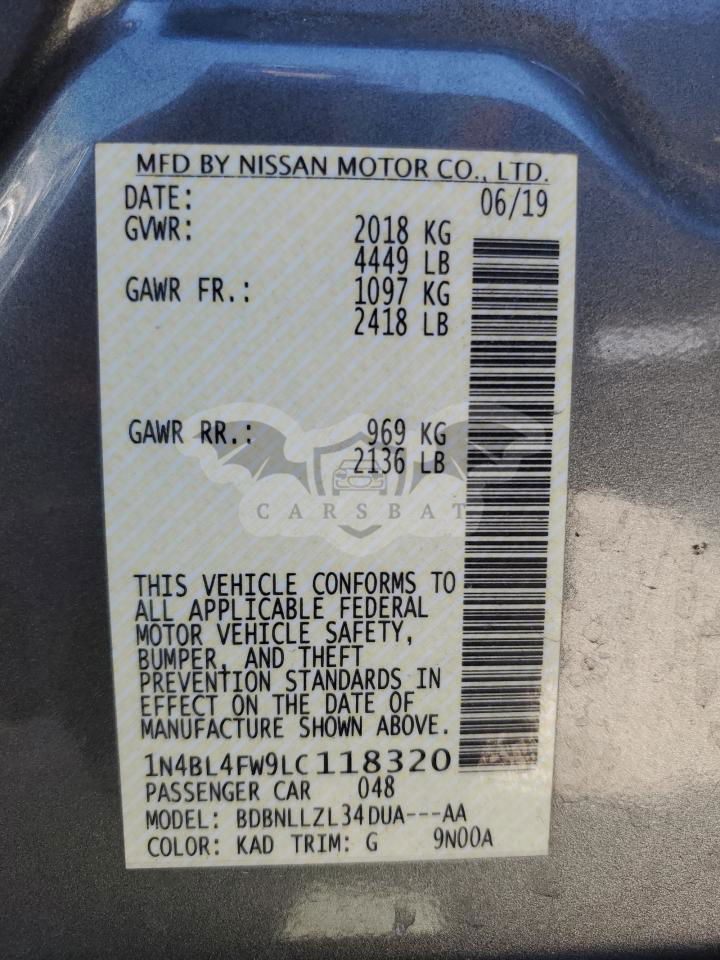 MFD BY NISSAN MOTOR CO., LTD.
DATE: 06/19
GVWR: 2018 KG
4449 LB
GAWR FR.: 1097 KG
2418 LB
GAWR RR.: 969 KG
2136 LB
CARSBAT
THIS VEHICLE CONFORMS TO
ALL APPLICABLE FEDERAL
MOTOR VEHICLE SAFETY,
BUMPER, AND THEFT
PREVENTION STANDARDS IN
EFFECT ON THE DATE OF
MANUFACTURE SHOWN ABOVE.
1N4BL4FW9LC118320
PASSENGER CAR 048
MODEL: BDBNLLZL34DUA---AA
COLOR: KAD TRIM: G 9N00A